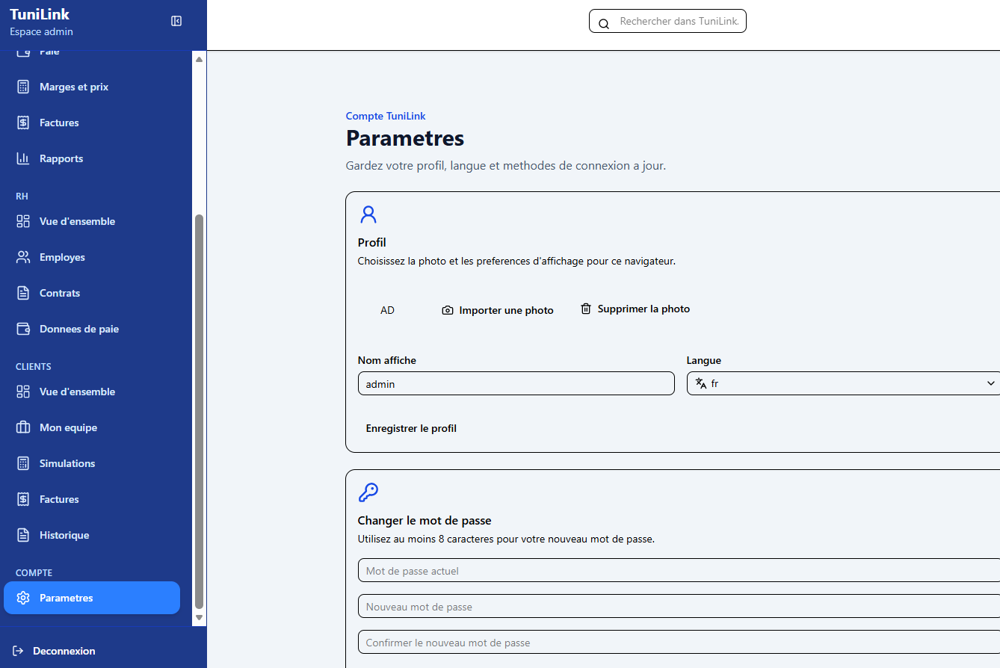 TuniLink
Espace admin
Paie
Marges et prix
Factures
Rapports
RH
Vue d'ensemble
Employes
Contrats
Donnees de paie
CLIENTS
Vue d'ensemble
Mon equipe
Simulations
Factures
Historique
COMPTE
Parametres
Deconnexion
Rechercher dans TuniLink.
Compte TuniLink
Parametres
Gardez votre profil, langue et methodes de connexion a jour.
Profil
Choisissez la photo et les preferences d'affichage pour ce navigateur.
AD
Importer une photo
Supprimer la photo
Nom affiche
Langue
admin
fr
Enregistrer le profil
Changer le mot de passe
Utilisez au moins 8 caracteres pour votre nouveau mot de passe.
Mot de passe actuel
Nouveau mot de passe
Confirmer le nouveau mot de passe